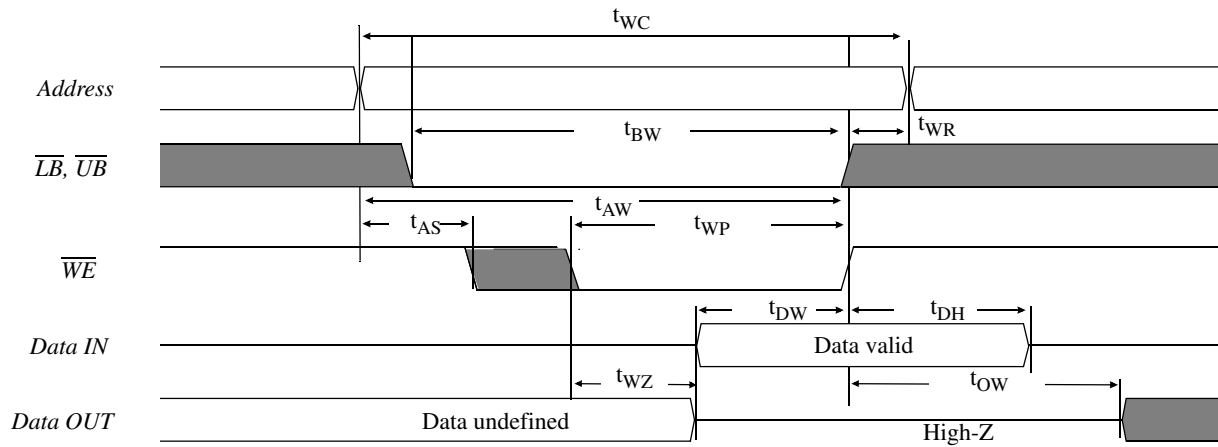 tWC
Address
tBW
tWR
LB, UB
tAW
tAS
tWP
WE
tDW
tDH
Data IN
Data valid
tWZ
tOW
Data OUT
Data undefined
High-Z